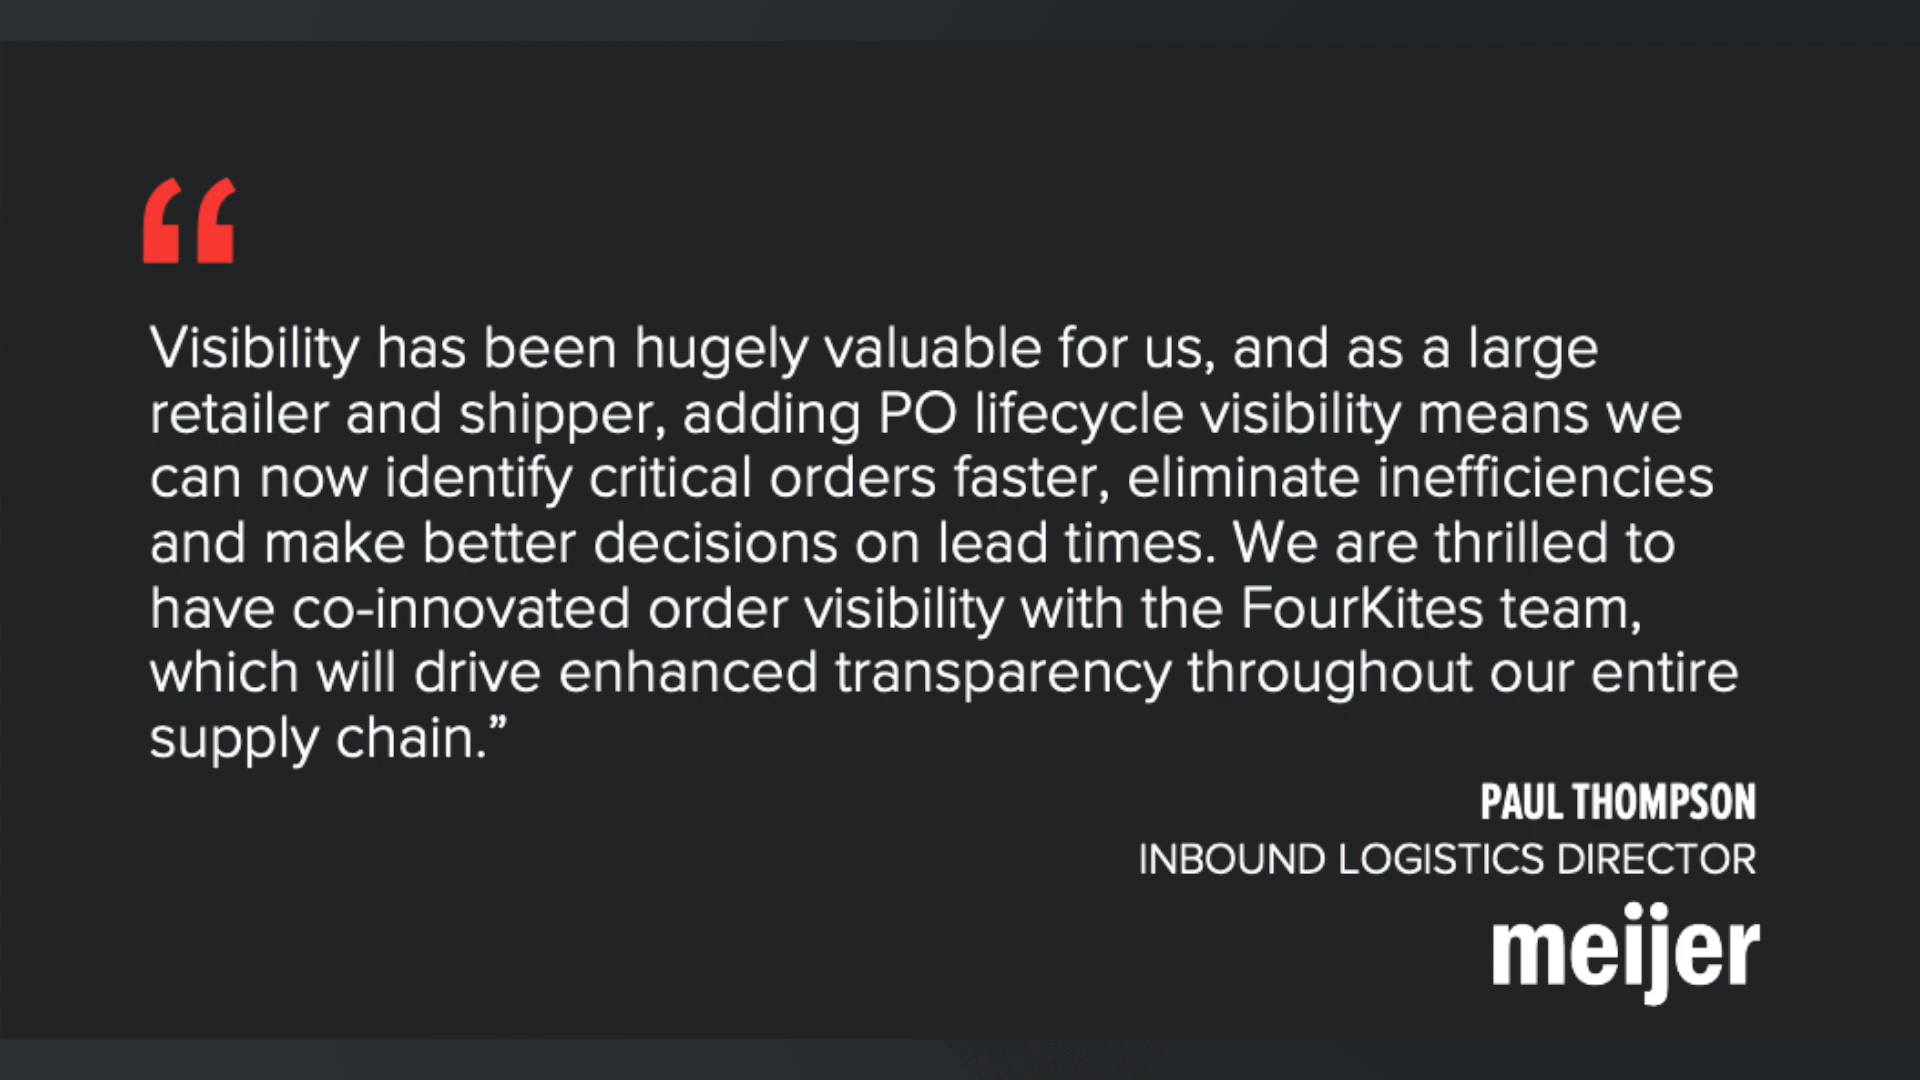 “
Visibility has been hugely valuable for us, and as a large
retailer and shipper, adding PO lifecycle visibility means we
can now identify critical orders faster, eliminate inefficiencies
and make better decisions on lead times. We are thrilled to
have co-innovated order visibility with the FourKites team,
which will drive enhanced transparency throughout our entire
supply chain.”
PAUL THOMPSON
INBOUND LOGISTICS DIRECTOR
meijer